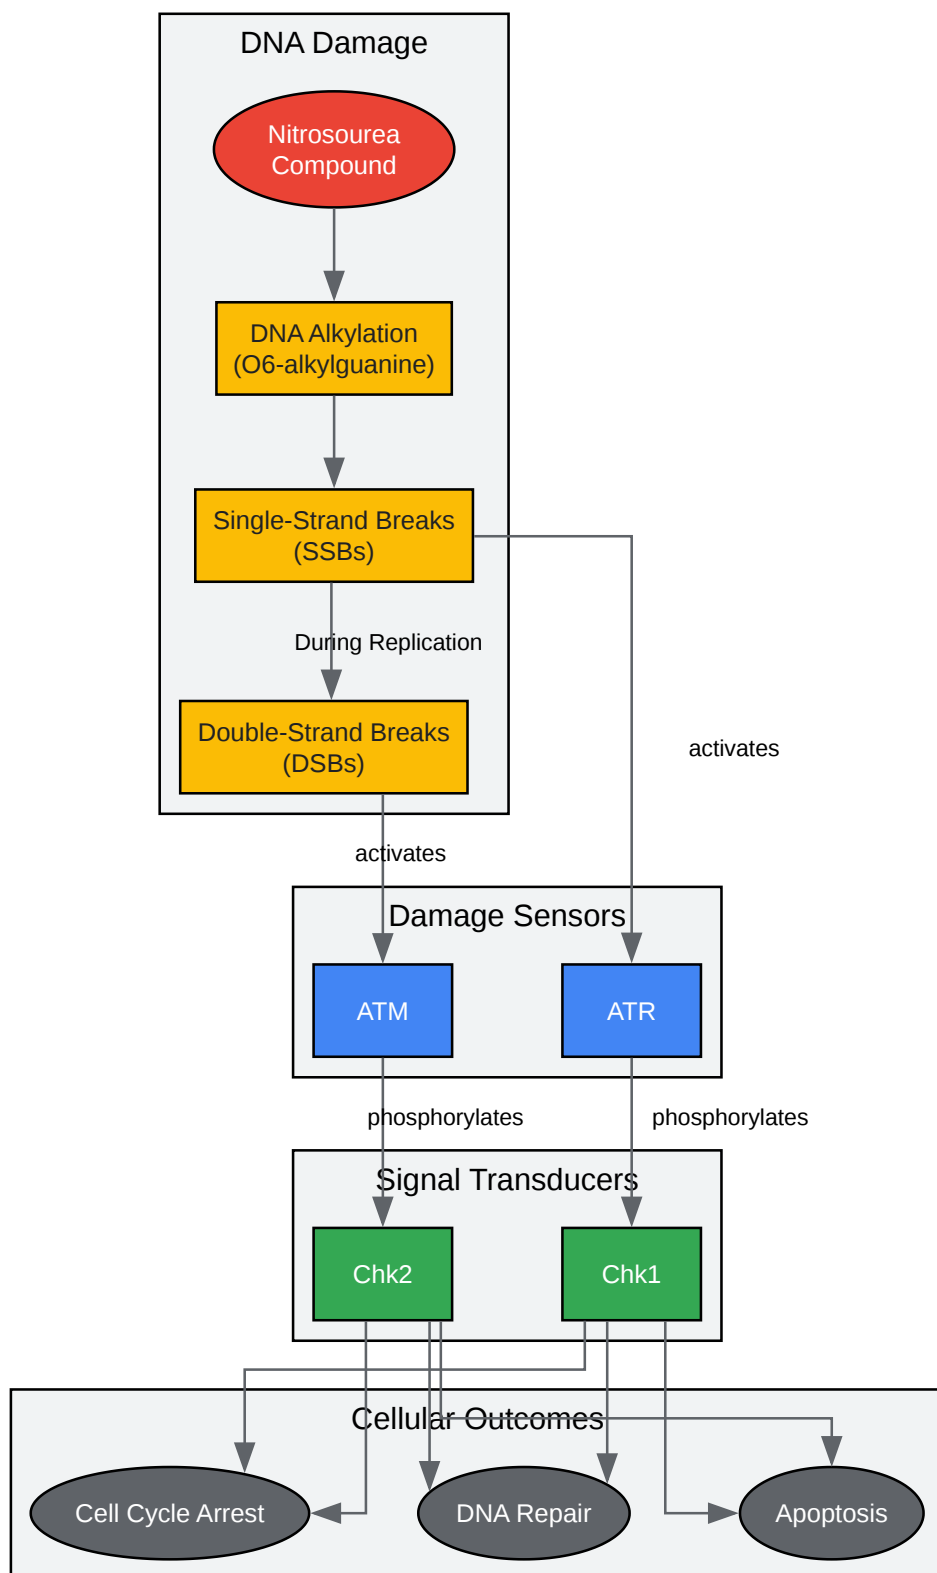 DNA Damage
Nitrosourea
Compound
DNA Alkylation
(O6-alkylguanine)
Single-Strand Breaks
(SSBs)
During Replication
Double-Strand Breaks
(DSBs)
activates
activates
Damage Sensors
ATM
ATR
phosphorylates
phosphorylates
Signal Transducers
Chk2
Chk1
Cellular Outcomes
Cell Cycle Arrest
DNA Repair
Apoptosis